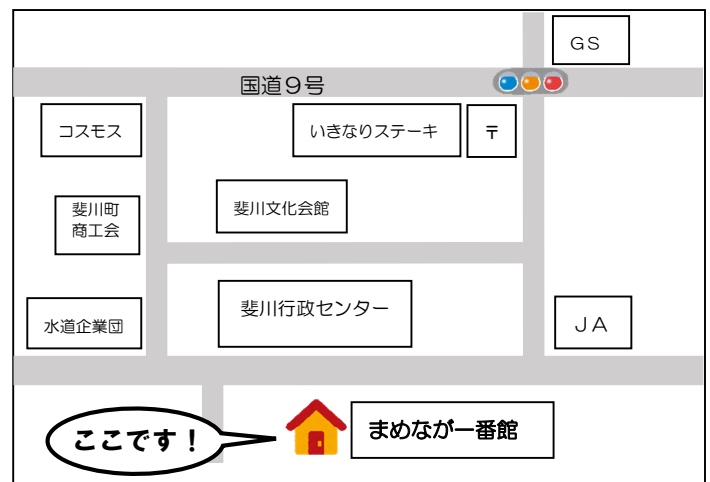 GS
国道9号
コスモス
いきなりステーキ
〒
斐川町
商工会
斐川文化会館
水道企業団
斐川行政センター
JA
ここです！
まめなが一番館